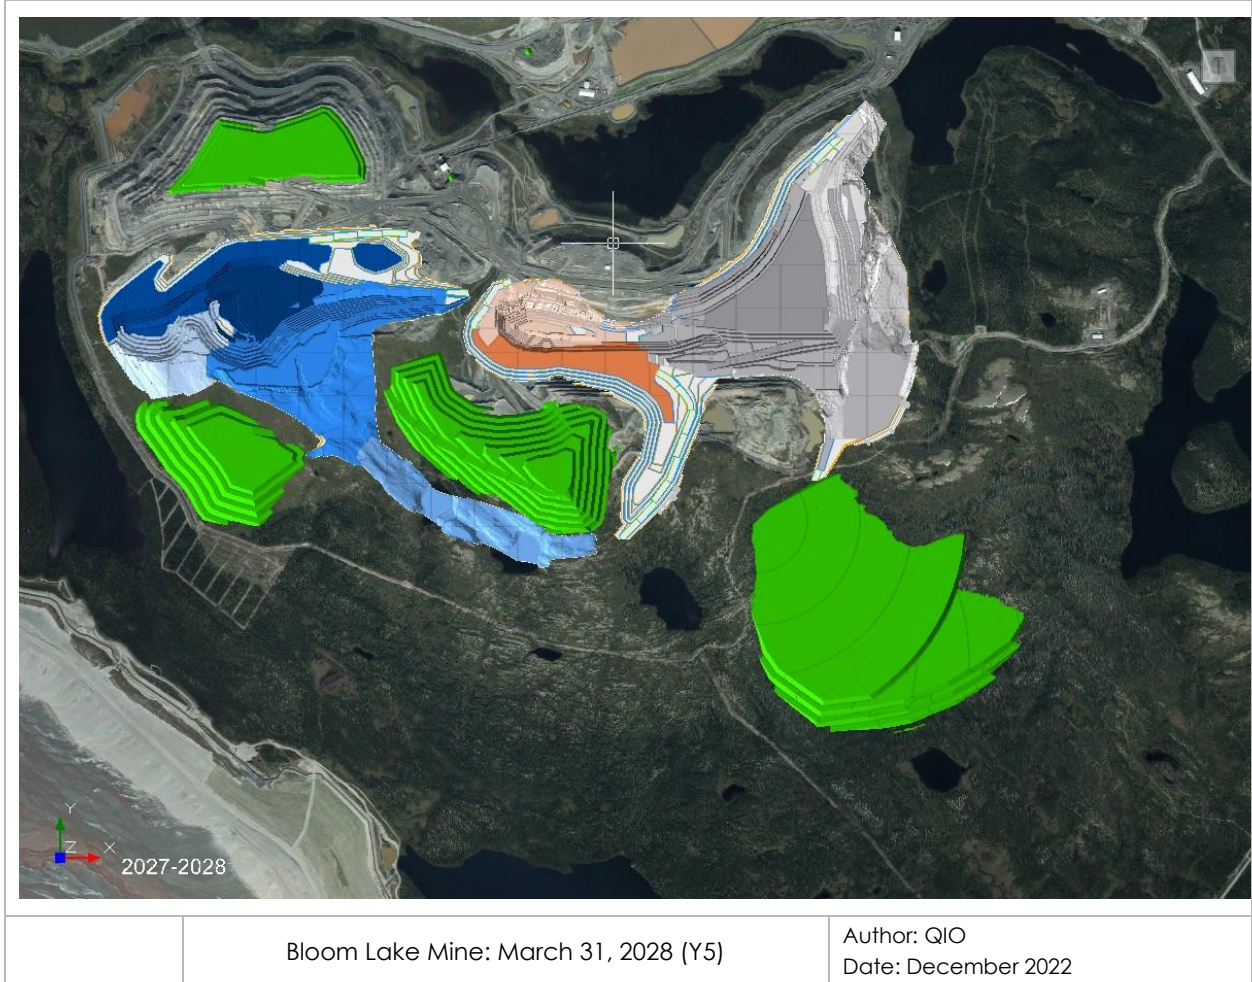 Y
Z
X
2027-2028
Bloom Lake Mine: March 31, 2028 (Y5)
Author: QIO
Date: December 2022